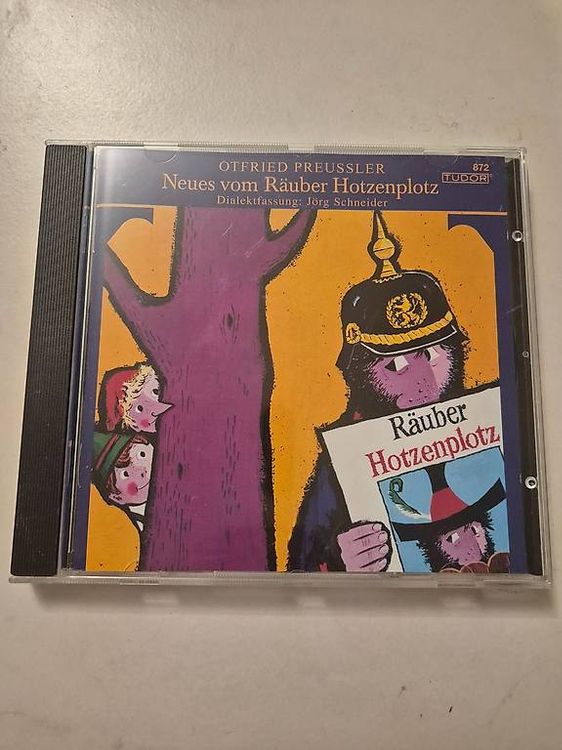 OTFRIED PREUSSLER
872
TUDOR
Neues vom Räuber Hotzenplotz
Dialektfassung: Jörg Schneider
Räuber
Hotzenplotz